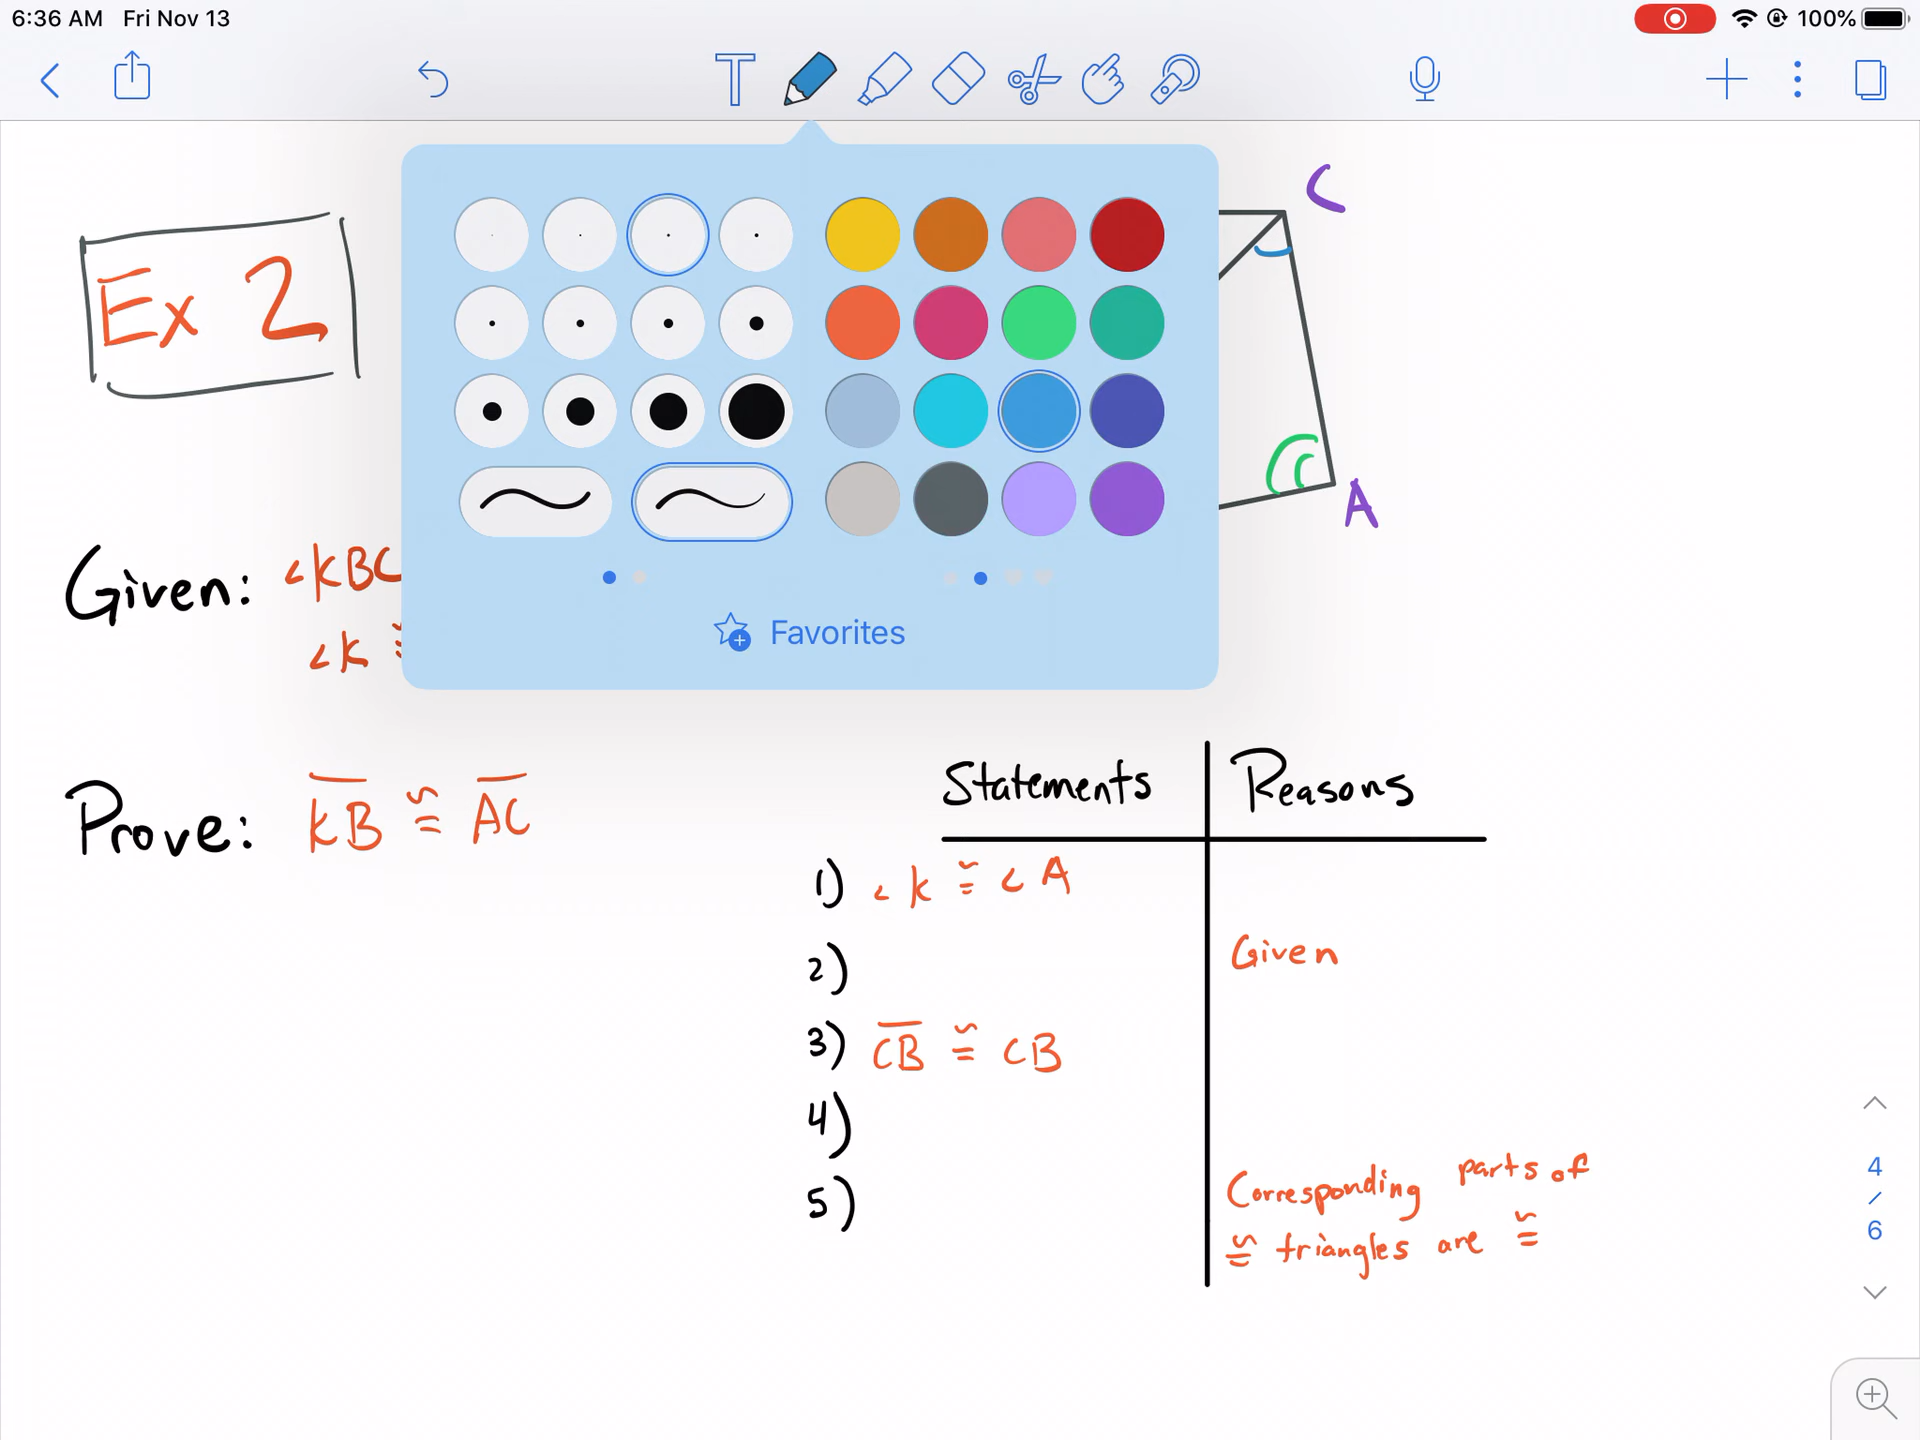 6:36 AM Fri Nov 13
100%
T
C
Ex 2
A
Given: ∠KBC
∠K ≅
Favorites
Prove: KB ≅ AC
Statements Reasons
1) ∠K ≅ ∠A
Given
2)
3) CB ≅ CB
4)
Corresponding parts of
≅ triangles are ≅
5)
4
/
6